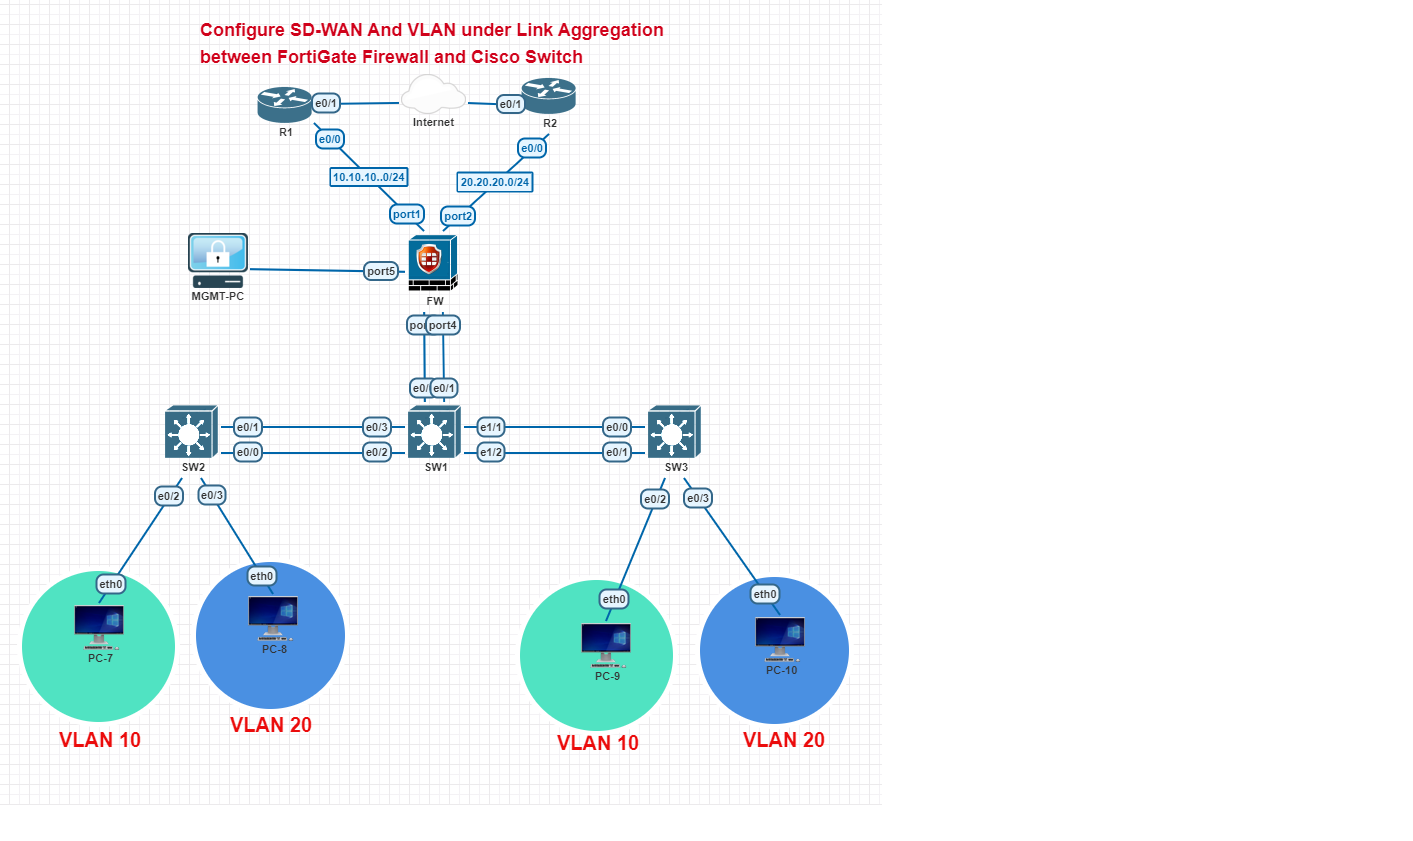 Configure SD-WAN And VLAN under Link Aggregation
between FortiGate Firewall and Cisco Switch
e0/1
Internet
e0/1
R1
R2
e0/0
e0/0
10.10.10..0/24
20.20.20.0/24
port1
port2
port5
MGMT-PC
FW
port4
e0/1
e0/1
e0/3
e1/1
e0/0
e0/0
e0/2
e1/2
e0/1
SW2
SW1
SW3
e0/2
e0/3
e0/2
e0/3
eth0
eth0
eth0
eth0
PC-7
PC-8
PC-9
PC-10
VLAN 10
VLAN 20
VLAN 10
VLAN 20